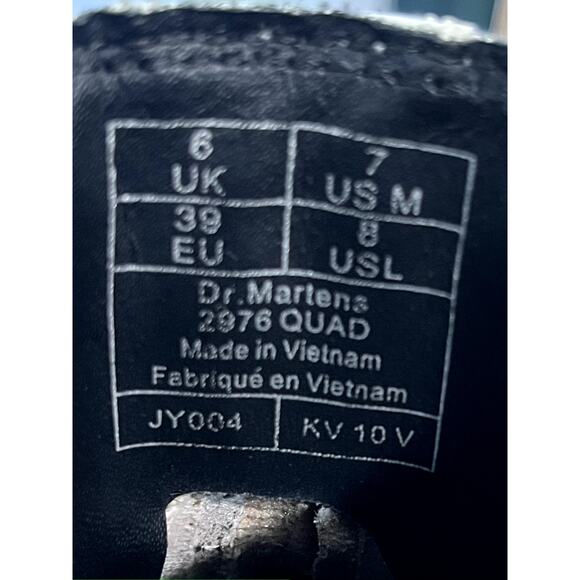 6
UK
7
US M
39
EU
8
USL
Dr.Martens
2976 QUAD
Made in Vietnam
Fabriqué en Vietnam
JY004
KV 10 V